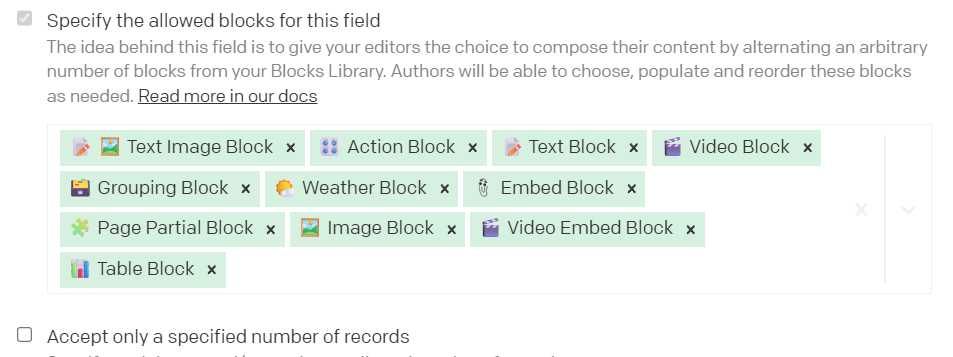 Specify the allowed blocks for this field
The idea behind this field is to give your editors the choice to compose their content by alternating an arbitrary
number of blocks from your Blocks Library. Authors will be able to choose, populate and reorder these blocks
as needed. Read more in our docs
Text Image Block × Action Block × Text Block × Video Block ×
Grouping Block × Weather Block × Embed Block ×
Page Partial Block × Image Block × Video Embed Block ×
Table Block ×
Accept only a specified number of records